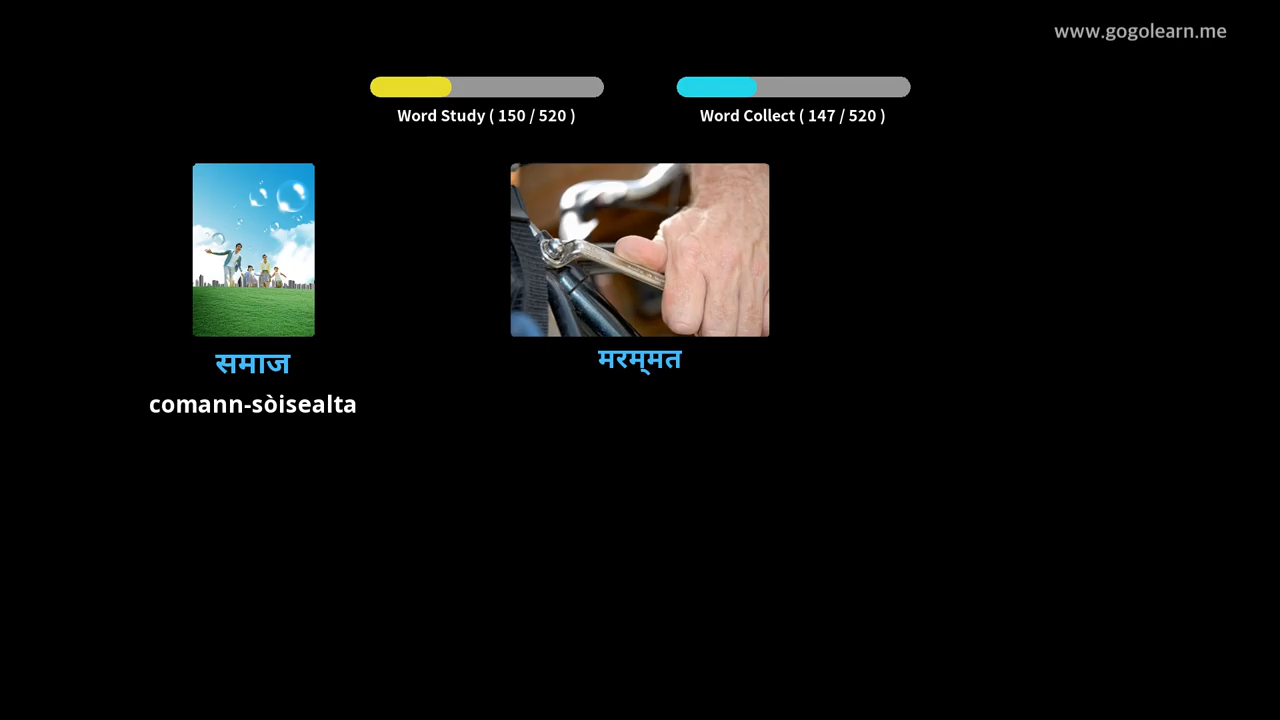 www.gogolearn.me
Word Study ( 150 / 520 )
Word Collect ( 147 / 520 )
समाज
comann-sòisealta
मरम्मत